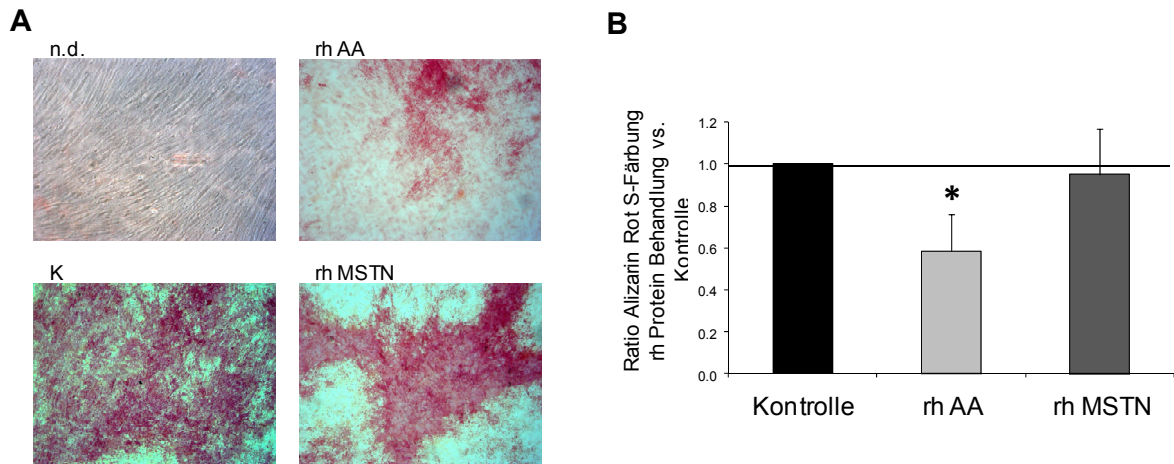 A
n.d.
rh AA
K
rh MSTN
B
Ratio Alizarin Rot S-Färbung
rh Protein Behandlung vs.
Kontrolle
1.2
1.0
0.8
0.6
0.4
0.2
0.0
*
Kontrolle
rh AA
rh MSTN